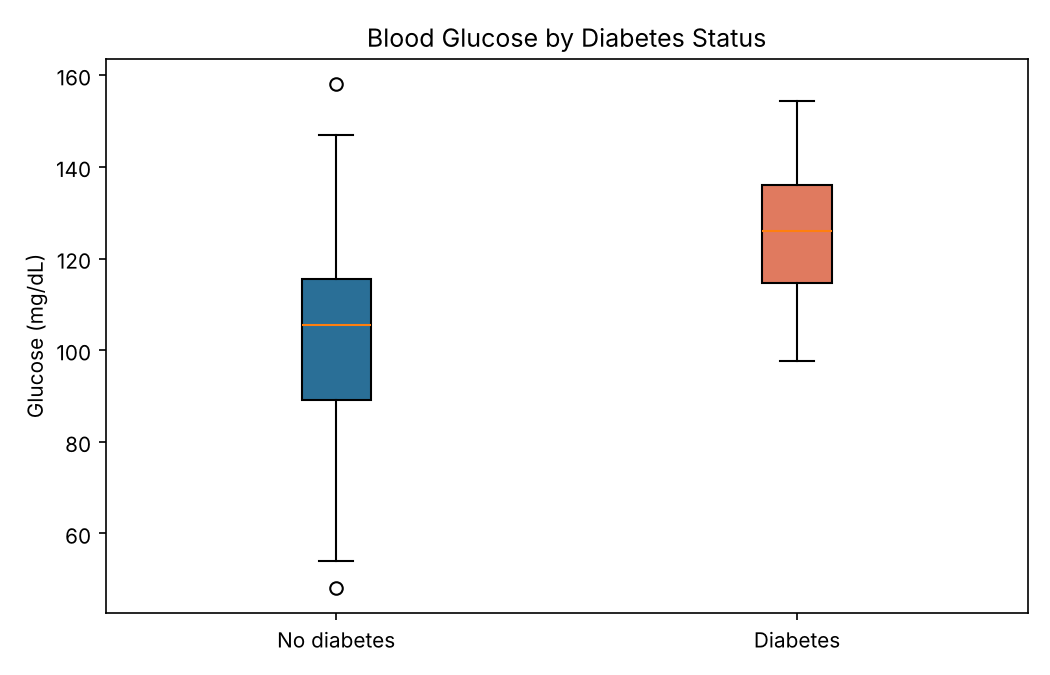 Blood Glucose by Diabetes Status
Glucose (mg/dL)
160
140
120
100
80
60
No diabetes
Diabetes